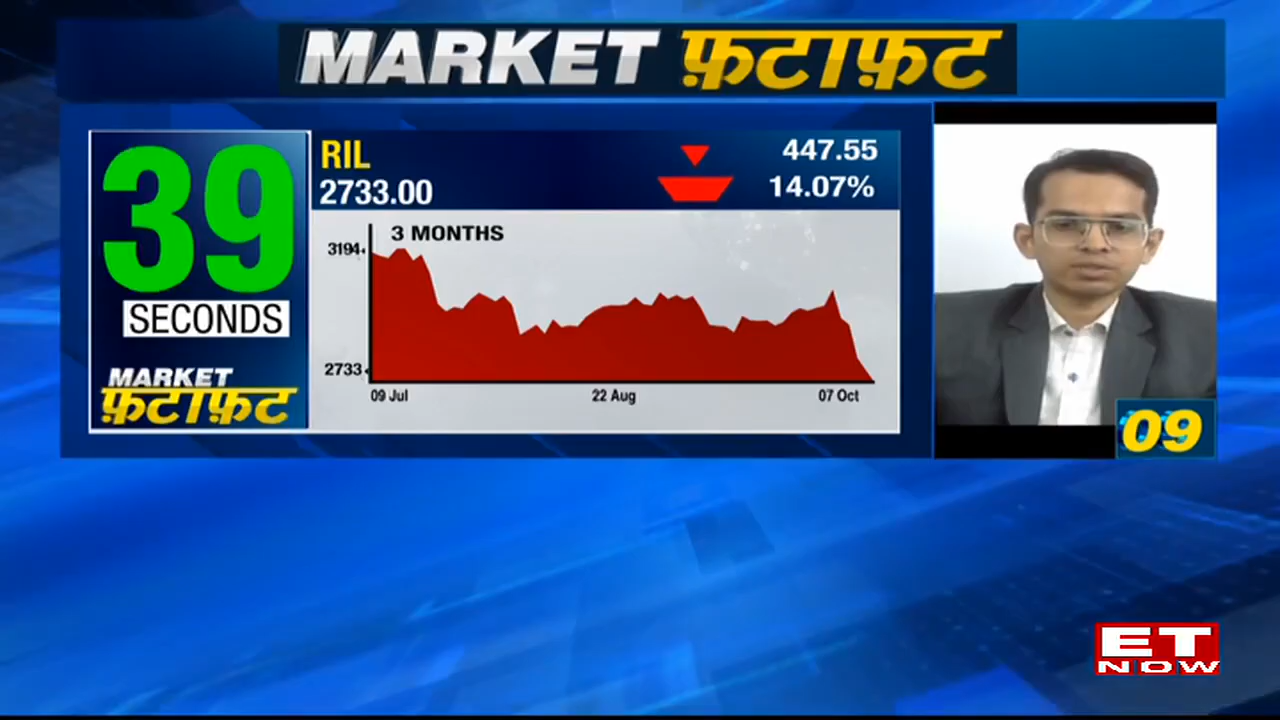 MARKET फ़टाफ़ट
39
SECONDS
MARKET
फ़टाफ़ट
RIL
2733.00
447.55
14.07%
3 MONTHS
3194
2733
09 Jul
22 Aug
07 Oct
09
ET
NOW